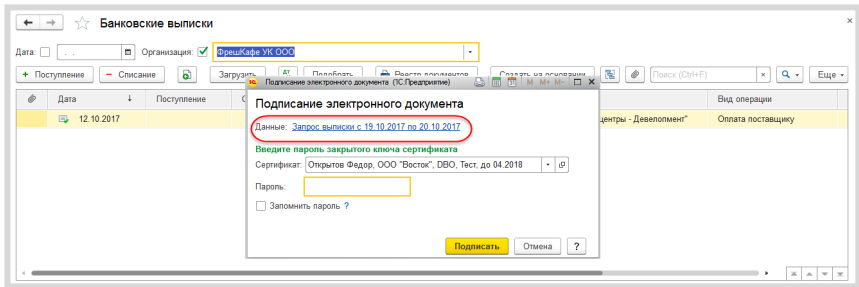 Банковские выписки
Дата: . . Организация: ФрешКафе УК ООО
+ Поступление − Списание Загрузить Подобрать Реестр документов Создать на основании Поиск (Ctrl+F) Еще
Подписание электронного документа (1С:Предприятие) M M+ M-
Дата Поступление Вид операции
Подписание электронного документа
12.10.2017 центры - Девелопмент" Оплата поставщику
Данные: Запрос выписки с 19.10.2017 по 20.10.2017
Введите пароль закрытого ключа сертификата
Сертификат: Открытов Федор, ООО "Восток", DBO, Тест, до 04.2018
Пароль:
Запомнить пароль ?
Подписать Отмена ?